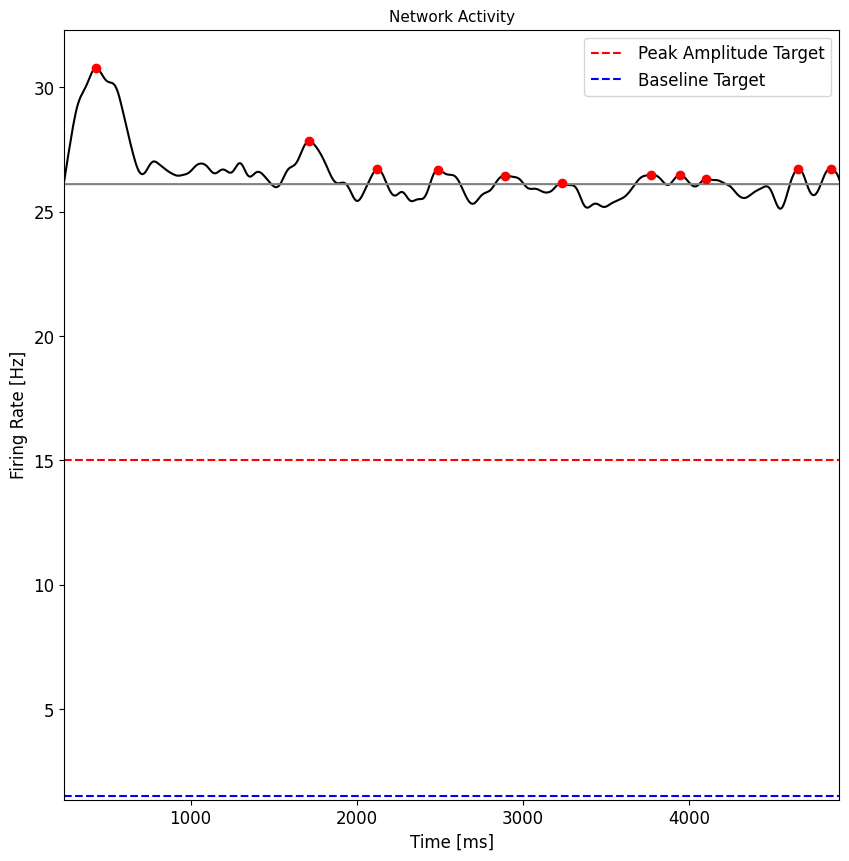 Network Activity
Peak Amplitude Target
Baseline Target
Firing Rate [Hz]
30
25
20
15
10
5
1000 2000 3000 4000
Time [ms]